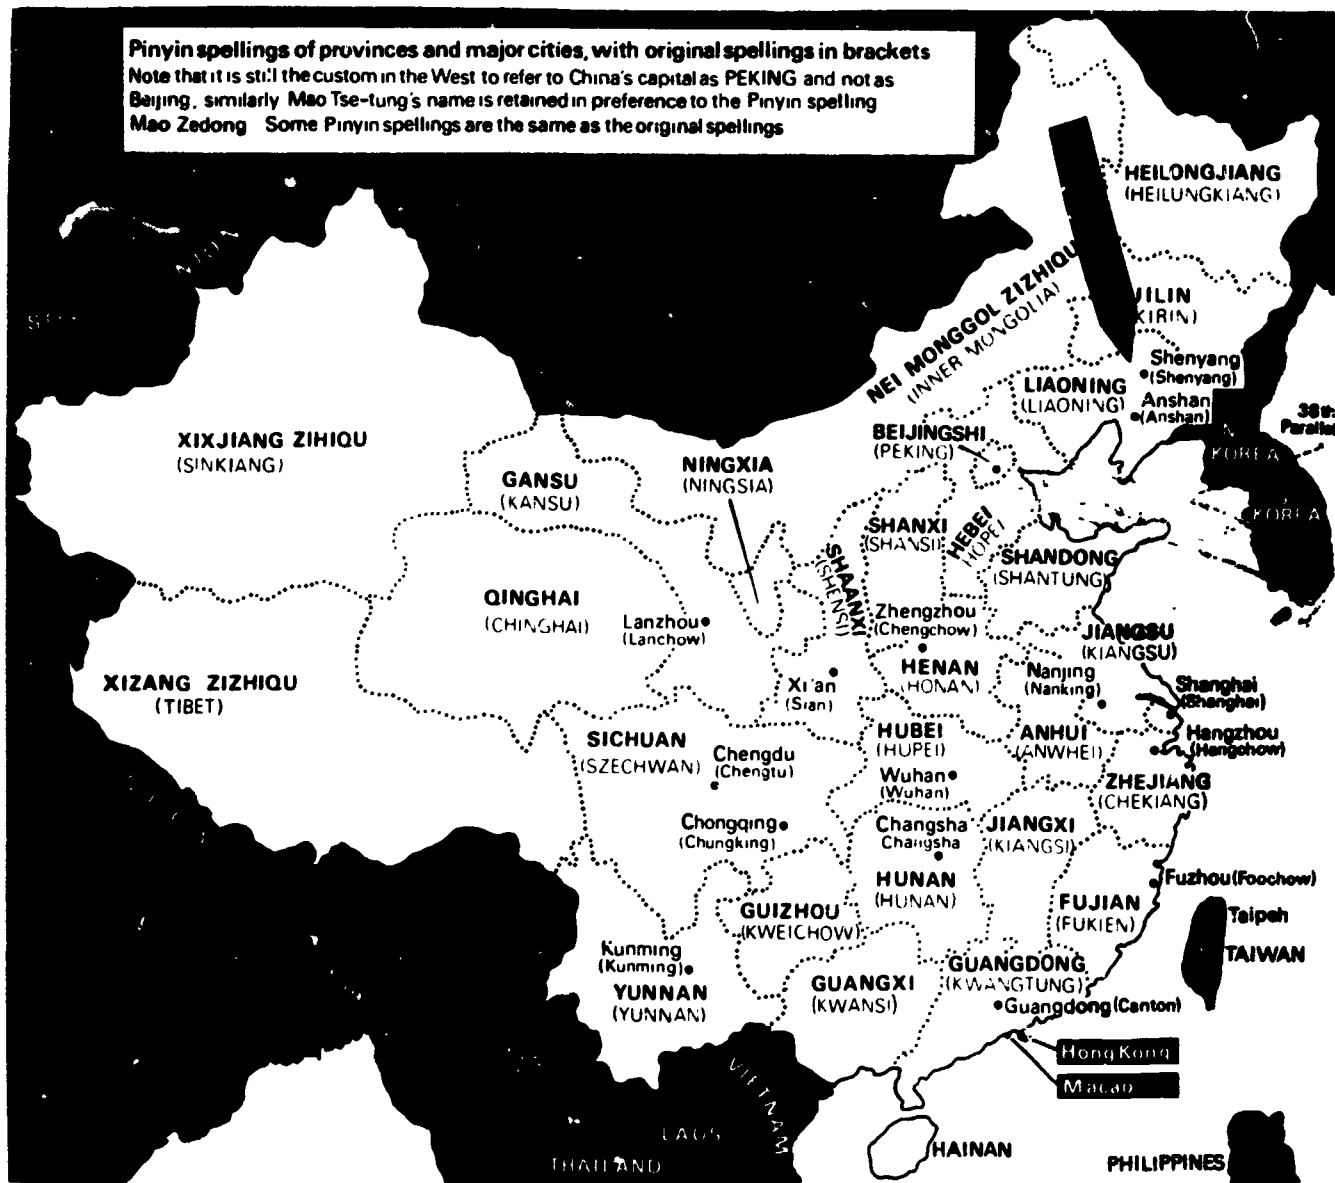 Pinyin spellings of provinces and major cities, with original spellings in brackets
Note that it is still the custom in the West to refer to China's capital as PEKING and not as
Beijing, similarly Mao Tse-tung's name is retained in preference to the Pinyin spelling
Mao Zedong Some Pinyin spellings are the same as the original spellings
HEILONGJIANG
(HEILUNGKIANG)
NEI MONGGOL ZIZHIQU
(INNER MONGOLIA)
JILIN
KIRIN)
Shenyang
(Shenyang)
LIAONING
(LIAONING)
Anshan
(Anshan)
38th
Parallel
BEIJINGSHI
(PEKING)
KOREA
KOREA
XIXJIANG ZIHIQU
(SINKIANG)
GANSU
(KANSU)
NINGXIA
(NINGSIA)
SHANXI
(SHANSI)
HEBEI
HOPEI
SHAANXI
(SHENSI)
SHANDONG
(SHANTUNG)
QINGHAI
(CHINGHAI)
Lanzhou
(Lanchow)
Zhengzhou
(Chengchow)
JIANGSU
(KIANGSU)
XIZANG ZIZHIQU
(TIBET)
Xi'an
(Sian)
HENAN
(HONAN)
Nanjing
(Nanking)
Shanghai
(Shanghai)
SICHUAN
(SZECHWAN)
Chengdu
(Chengtu)
HUBEI
(HUPEI)
ANHUI
(ANWHEI)
Hangzhou
(Hangchow)
Wuhan
(Wuhan)
ZHEJIANG
(CHEKIANG)
Chongqing
(Chungking)
Changsha
Changsha
JIANGXI
(KIANGSI)
HUNAN
(HUNAN)
Fuzhou (Foochow)
GUIZHOU
(KWEICHOW)
FUJIAN
(FUKIEN)
Taipeh
TAIWAN
Kunming
(Kunming)
YUNNAN
(YUNNAN)
GUANGXI
(KWANSI)
GUANGDONG
(KWANGTUNG)
Guangdong (Canton)
Hong Kong
Macao
VIETNAM
LAOS
THAILAND
HAINAN
PHILIPPINES